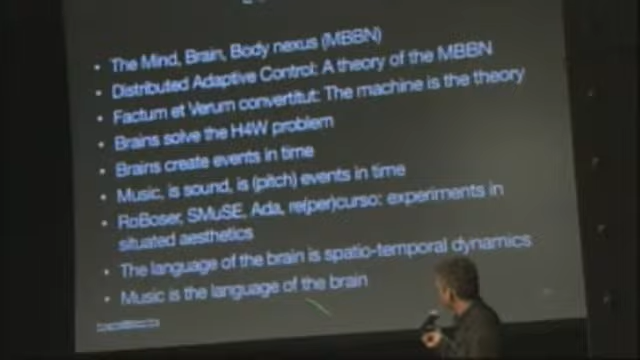 The Mind, Brain, Body nexus (MBBN)
Distributed Adaptive Control: A theory of the MBBN
Factum et Verum convertitut: The machine is the theory
Brains solve the H4W problem
Brains create events in time
Music, is sound, is (pitch) events in time
RoBoser, SMuSE, Ada, re(per)curso: experiments in
situated aesthetics
The language of the brain is spatio-temporal dynamics
Music is the language of the brain